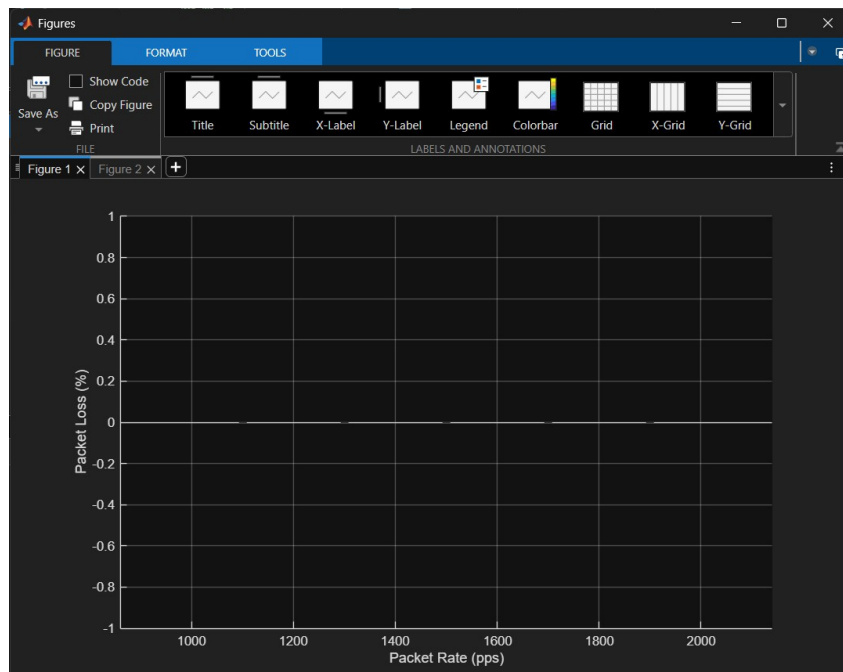 Figures
FIGURE FORMAT TOOLS
Save As
Show Code
Copy Figure
Print
FILE
Title Subtitle X-Label Y-Label Legend Colorbar Grid X-Grid Y-Grid
LABELS AND ANNOTATIONS
Figure 1 Figure 2
1
0.8
0.6
0.4
0.2
0
-0.2
-0.4
-0.6
-0.8
-1
Packet Loss (%)
1000 1200 1400 1600 1800 2000
Packet Rate (pps)